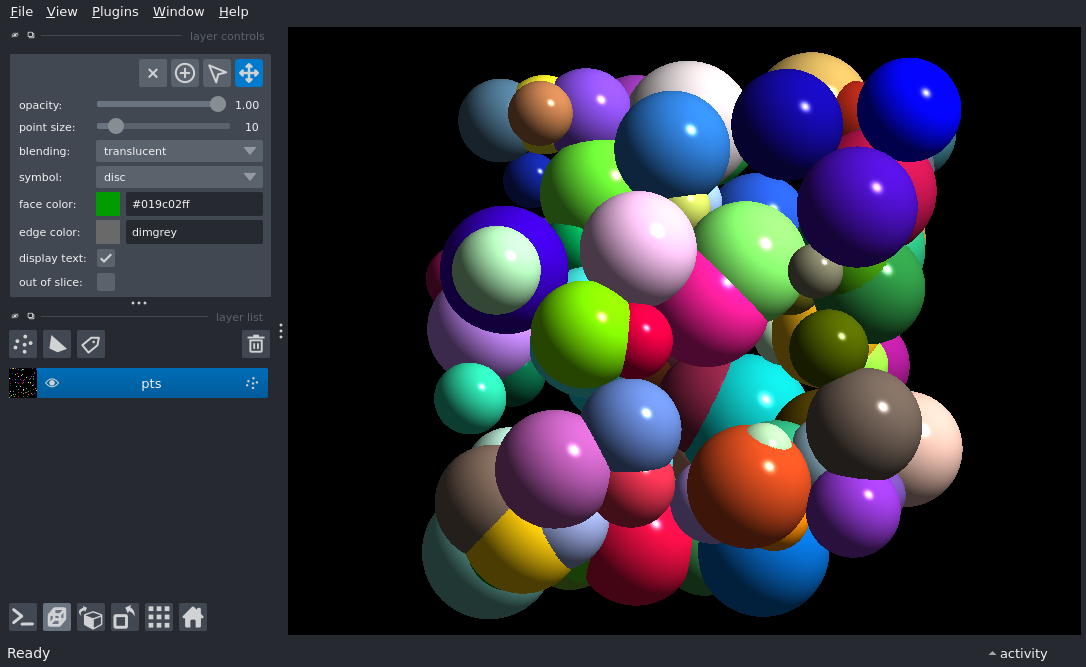 File View Plugins Window Help
layer controls
opacity: 1.00
point size: 10
blending: translucent
symbol: disc
face color: #019c02ff
edge color: dimgrey
display text:
out of slice:
layer list
pts
Ready
activity